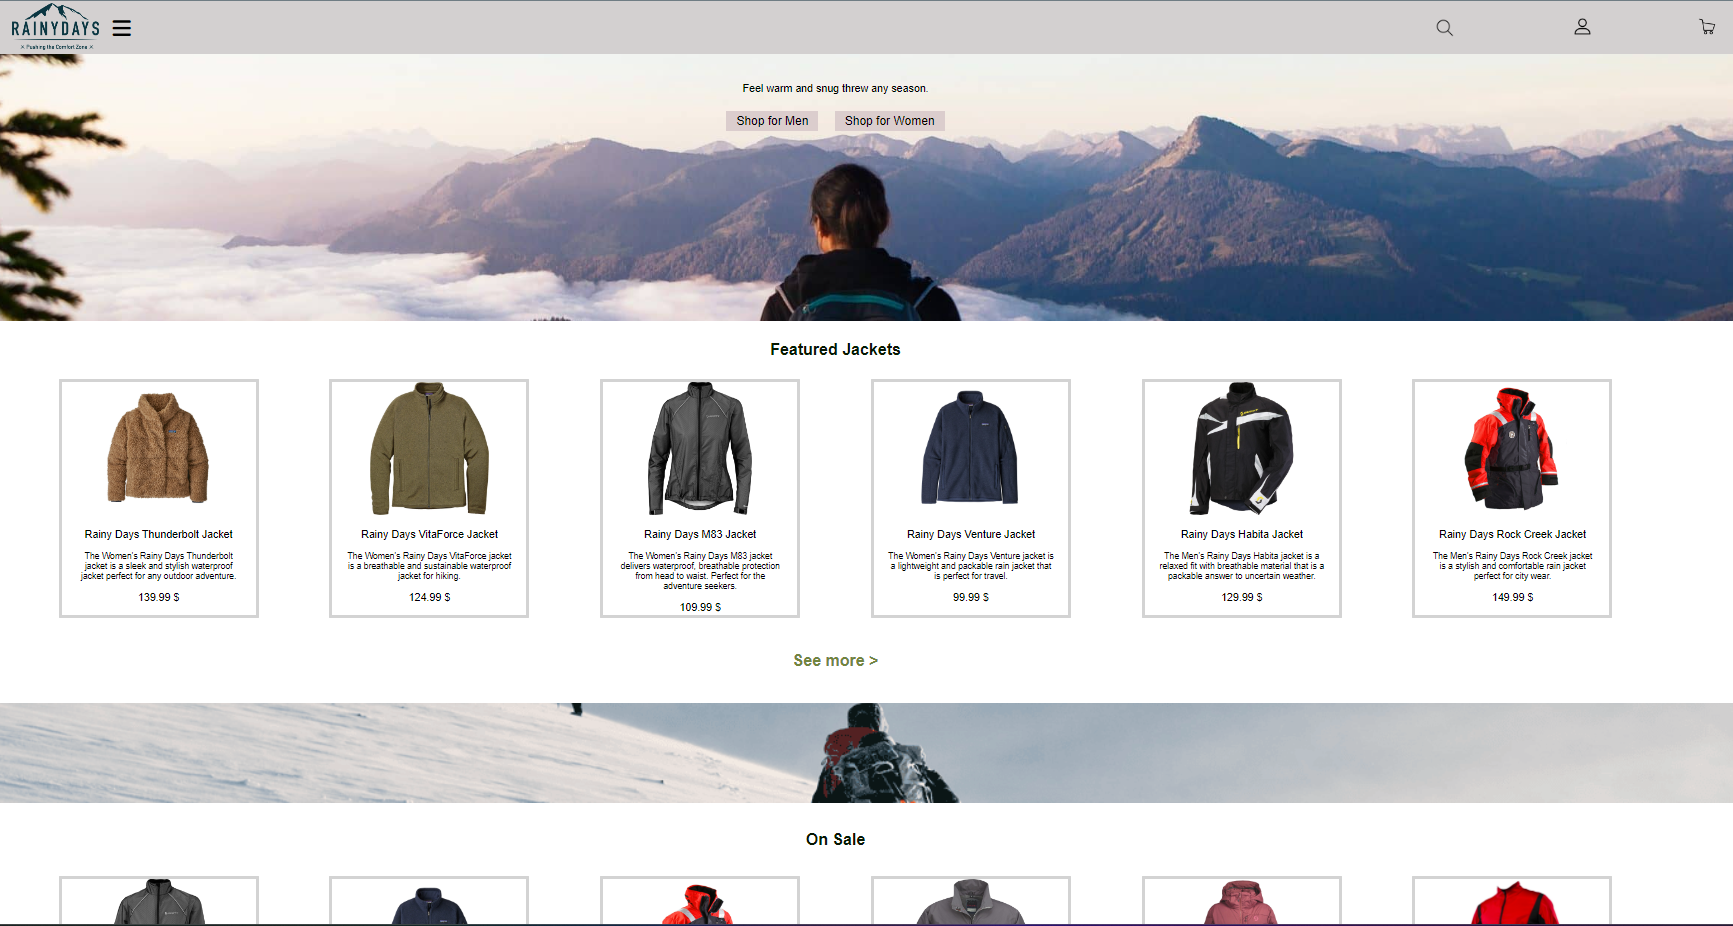 RAINYDAYS
× Pushing the Comfort Zone ×
Feel warm and snug threw any season.
Shop for Men
Shop for Women
Featured Jackets
Rainy Days Thunderbolt Jacket
The Women's Rainy Days Thunderbolt
jacket is a sleek and stylish waterproof
jacket perfect for any outdoor adventure.
139.99 $
Rainy Days VitaForce Jacket
The Women's Rainy Days VitaForce jacket
is a breathable and sustainable waterproof
jacket for hiking.
124.99 $
Rainy Days M83 Jacket
The Women's Rainy Days M83 jacket
delivers waterproof, breathable protection
from head to waist. Perfect for the
adventure seekers.
109.99 $
Rainy Days Venture Jacket
The Women's Rainy Days Venture jacket is
a lightweight and packable rain jacket that
is perfect for travel.
99.99 $
Rainy Days Habita Jacket
The Men's Rainy Days Habita jacket is a
relaxed fit with breathable material that is a
packable answer to uncertain weather.
129.99 $
Rainy Days Rock Creek Jacket
The Men's Rainy Days Rock Creek jacket
is a stylish and comfortable rain jacket
perfect for city wear.
149.99 $
See more >
On Sale